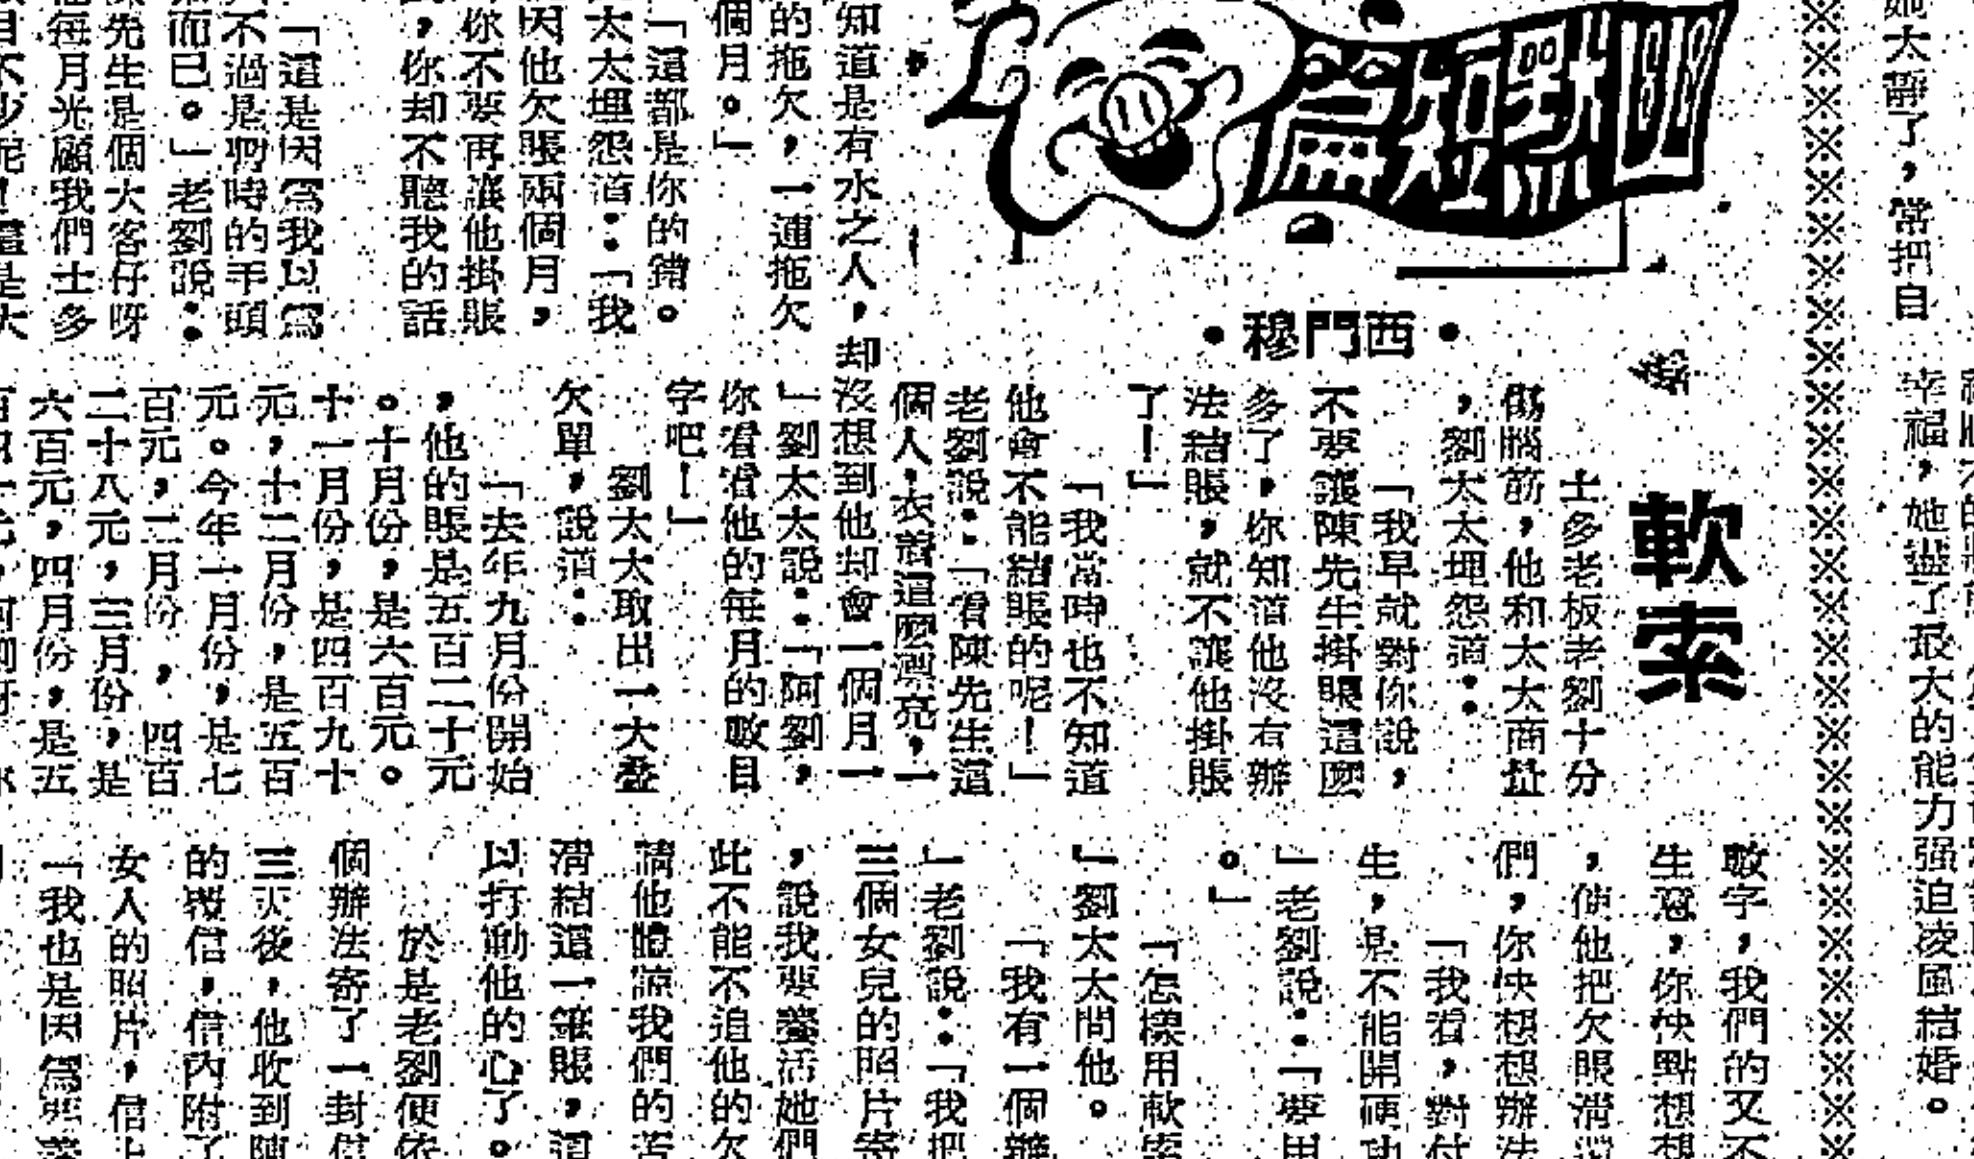 常把自
幸福，她盡了最大的能力强迫凌風結婚。
幽默短篇
•西門穆•
軟索
士多老板老劉十分
傷腦筋，他和太太商量
，劉太太埋怨道：
「我早就對你說，
不要讓陳先生掛賬這麼
多了，你知道他沒有辦
法結賬，就不讓他掛賬
了！」
「我當時也不知道
他會不能結賬的呢！」
老劉說：「看陳先生這
個人，衣着這麼漂亮，一
知道是有水之人，却沒想到他却會一個月一
的拖欠，一連拖欠
個月。」
「這都是你的錯。
太太埋怨道：「我
因他欠賬兩個月，
你不要再讓他掛賬
，你却不聽我的話
「這是因為我以為
不過是暫時的手頭
而已。」老劉說：
先生是個大客仔呀
每月光顧我們士多
」劉太太說：「阿劉，
你看看他的每月的數目
字吧！」
劉太太取出一大叠
欠單，說道：
「去年九月份開始
，他的賬是五百二十元
。十月份，是六百元。
十一月份，是四百九十
元，十二月份，是五百
元。今年一月份，是七
百元，二月份，四百
二十八元，三月份，是
六百元，四月份，是五
數字，我們的又不
生意，你快點想想
，使他把欠賬清
們，你快想想辦法
「我看，對付
生，是不能開硬功
」老劉說：「要用
。」
「怎樣用軟索
」劉太太問他。
「我有一個辦
」老劉說：「我把
三個女兒的照片寄
，說我要養活她們
此不能不追他的欠
請他體諒我們的苦
清結這一筆賬，這
以打動他的心了。
於是老劉便依
個辦法寄了一封信
三天後，他收到陳
的覆信，信內附了
女人的照片，信上
「我也是因為要養